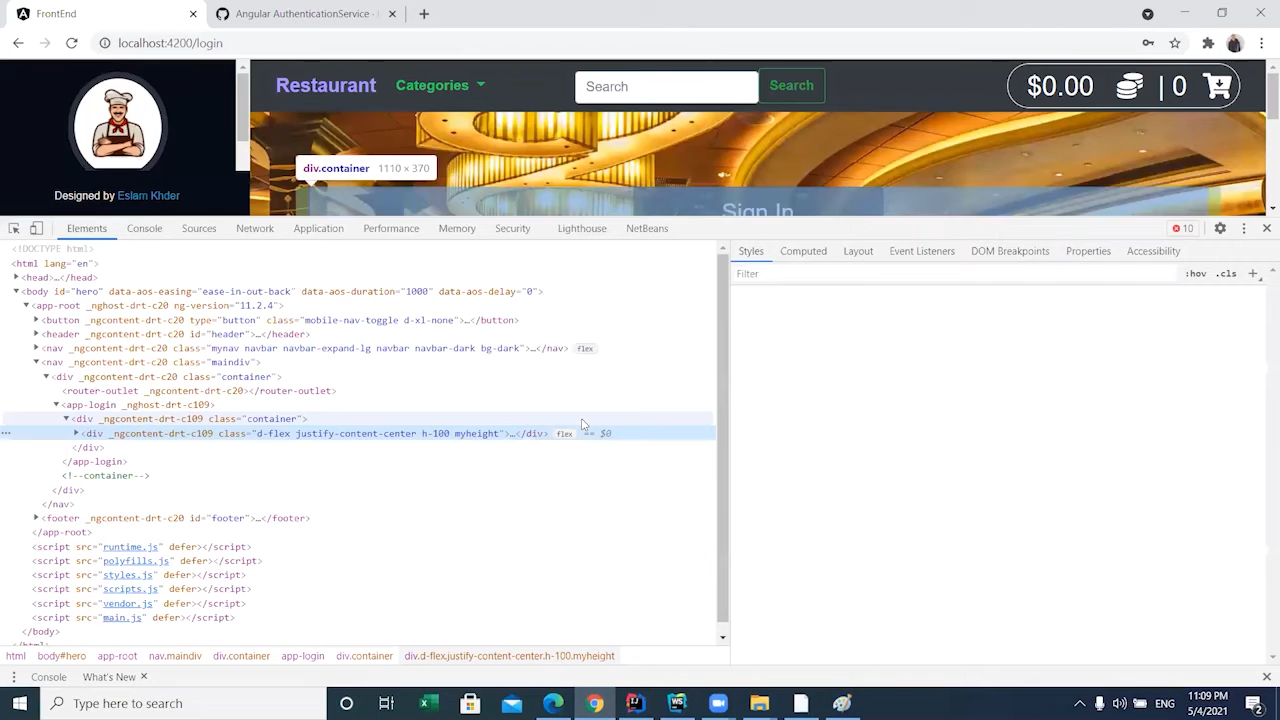 FrontEnd
Angular AuthenticationService ·
localhost:4200/login
Restaurant
Categories
Search
Search
$0.00 | 0
div.container 1110 × 370
Designed by Eslam Khder
Sign In
Elements Console Sources Network Application Performance Memory Security Lighthouse NetBeans 10
<!DOCTYPE html>
<html lang="en">
<head>…</head>
<body id="hero" data-aos-easing="ease-in-out-back" data-aos-duration="1000" data-aos-delay="0">
<app-root _nghost-drt-c20 ng-version="11.2.4">
<button _ngcontent-drt-c20 type="button" class="mobile-nav-toggle d-xl-none">…</button>
<header _ngcontent-drt-c20 id="header">…</header>
<nav _ngcontent-drt-c20 class="mynav navbar navbar-expand-lg navbar navbar-dark bg-dark">…</nav> flex
<nav _ngcontent-drt-c20 class="maindiv">
<div _ngcontent-drt-c20 class="container">
<router-outlet _ngcontent-drt-c20></router-outlet>
<app-login _nghost-drt-c109>
<div _ngcontent-drt-c109 class="container">
… <div _ngcontent-drt-c109 class="d-flex justify-content-center h-100 myheight">…</div> flex == $0
</div>
</app-login>
<!--container-->
</div>
</nav>
<footer _ngcontent-drt-c20 id="footer">…</footer>
</app-root>
<script src="runtime.js" defer></script>
<script src="polyfills.js" defer></script>
<script src="styles.js" defer></script>
<script src="scripts.js" defer></script>
<script src="vendor.js" defer></script>
<script src="main.js" defer></script>
</body>
Styles Computed Layout Event Listeners DOM Breakpoints Properties Accessibility
Filter :hov .cls +
html body#hero app-root nav.maindiv div.container app-login div.container div.d-flex.justify-content-center.h-100.myheight
Console What's New
Type here to search
ENG
11:09 PM
5/4/2021
2